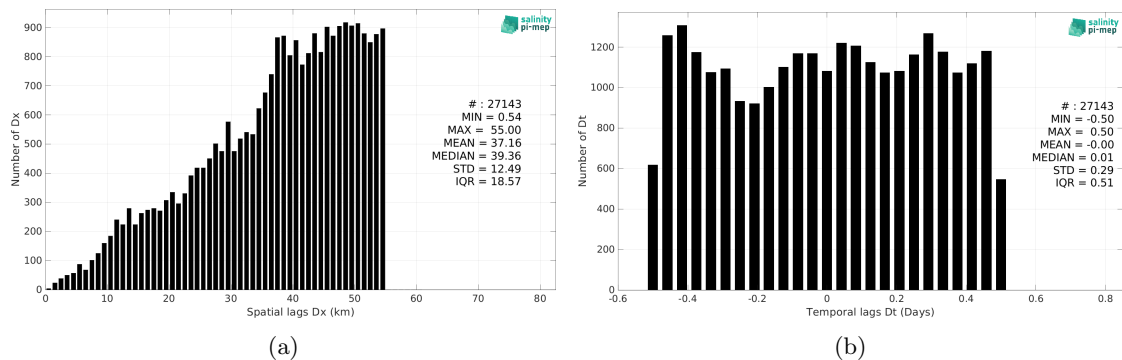 salinity
pi-mep
900
800
700
600
500
400
300
200
100
0
Number of Dx
# : 27143
MIN = 0.54
MAX = 55.00
MEAN = 37.16
MEDIAN = 39.36
STD = 12.49
IQR = 18.57
0 10 20 30 40 50 60 70 80
Spatial lags Dx (km)
(a)
salinity
pi-mep
1200
1000
800
600
400
200
0
Number of Dt
# : 27143
MIN = -0.50
MAX = 0.50
MEAN = -0.00
MEDIAN = 0.01
STD = 0.29
IQR = 0.51
-0.6 -0.4 -0.2 0 0.2 0.4 0.6 0.8
Temporal lags Dt (Days)
(b)